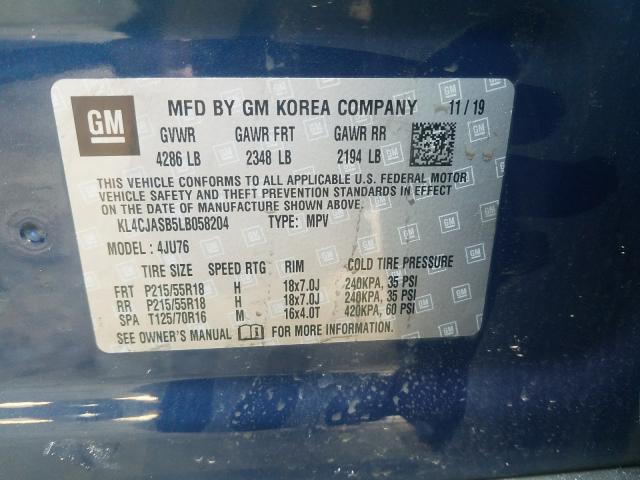 GM
MFD BY GM KOREA COMPANY 11 / 19
GVWR GAWR FRT GAWR RR
4286 LB 2348 LB 2194 LB
THIS VEHICLE CONFORMS TO ALL APPLICABLE U.S. FEDERAL MOTOR
VEHICLE SAFETY AND THEFT PREVENTION STANDARDS IN EFFECT
ON THE DATE OF MANUFACTURE SHOWN ABOVE.
KL4CJASB5LB058204 TYPE: MPV
MODEL : 4JU76
TIRE SIZE SPEED RTG RIM COLD TIRE PRESSURE
FRT P215/55R18 H 18x7.0J 240KPA, 35 PSI
RR P215/55R18 H 18x7.0J 240KPA, 35 PSI
SPA T125/70R16 M 16x4.0T 420KPA, 60 PSI
SEE OWNER'S MANUAL FOR MORE INFORMATION.